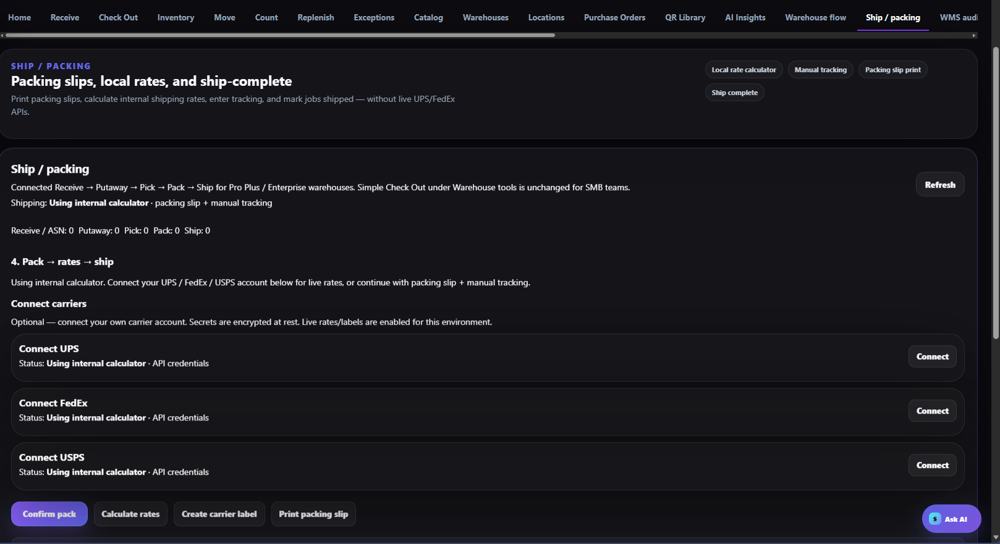 Home Receive Check Out Inventory Move Count Replenish Exceptions Catalog Warehouses Locations Purchase Orders QR Library AI Insights Warehouse flow Ship / packing WMS audi
SHIP / PACKING
Packing slips, local rates, and ship-complete
Print packing slips, calculate internal shipping rates, enter tracking, and mark jobs shipped — without live UPS/FedEx
APIs.
Local rate calculator Manual tracking Packing slip print
Ship complete
Ship / packing
Connected Receive → Putaway → Pick → Pack → Ship for Pro Plus / Enterprise warehouses. Simple Check Out under Warehouse tools is unchanged for SMB teams.
Shipping: Using internal calculator · packing slip + manual tracking
Refresh
Receive / ASN: 0 Putaway: 0 Pick: 0 Pack: 0 Ship: 0
4. Pack → rates → ship
Using internal calculator. Connect your UPS / FedEx / USPS account below for live rates, or continue with packing slip + manual tracking.
Connect carriers
Optional — connect your own carrier account. Secrets are encrypted at rest. Live rates/labels are enabled for this environment.
Connect UPS
Status: Using internal calculator · API credentials
Connect
Connect FedEx
Status: Using internal calculator · API credentials
Connect
Connect USPS
Status: Using internal calculator · API credentials
Connect
Confirm pack Calculate rates Create carrier label Print packing slip
S Ask AI